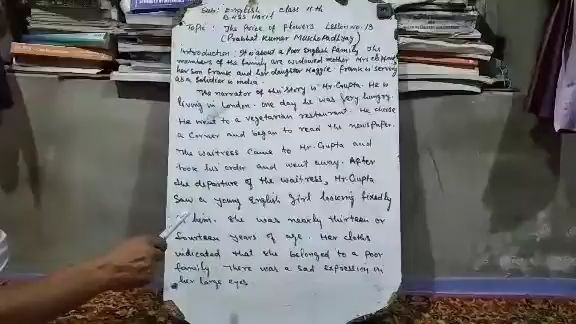 Sub: English Class 11th
Topic: The Price of Flowers Lesson No. 13
(Prabhat Kumar Mukhopadhyay)
Introduction: It is about a Poor English Family. The
members of the family are widowed mother Mrs
her son Frank and her daughter Maggie. Frank is serving
as a Soldier in India.
The narrator of the story is Mr. Gupta. He is
living in London. One day he was very hungry.
He went to a vegetarian restaurant. He choose
a Corner and began to read the newspaper.
The waitress came to Mr. Gupta and
took his order and went away. After
the departure of the waitress, Mr. Gupta
Saw a young English girl looking fixedly
him. She was nearly thirteen or
fourteen years of age. Her cloths
indicated that she belonged to a poor
family. There was a sad expression in
her large eyes